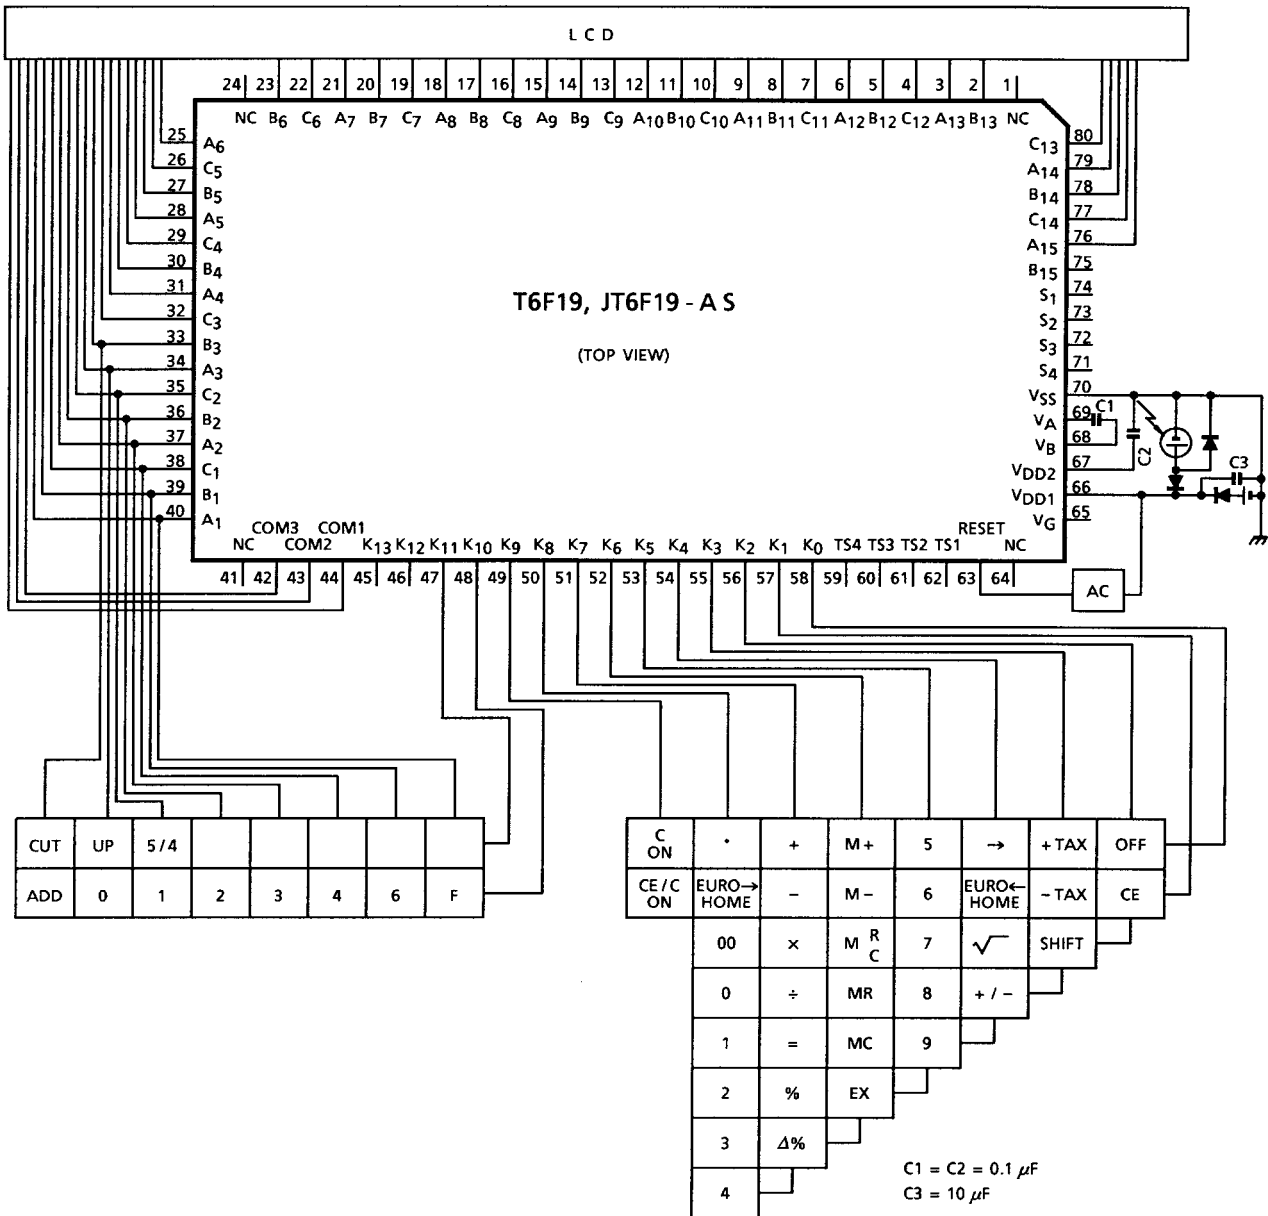 L C D
24 23 22 21 20 19 18 17 16 15 14 13 12 11 10 9 8 7 6 5 4 3 2 1
NC B6 C6 A7 B7 C7 A8 B8 C8 A9 B9 C9 A10 B10 C10 A11 B11 C11 A12 B12 C12 A13 B13 NC
25 A6
26 C5
27 B5
28 A5
29 C4
30 B4
31 A4
32 C3
33 B3
34 A3
35 C2
36 B2
37 A2
38 C1
39 B1
40 A1
T6F19, JT6F19 - A S
(TOP VIEW)
C13 80
A14 79
B14 78
C14 77
A15 76
B15 75
S1 74
S2 73
S3 72
S4 71
VSS 70
VA 69
VB 68
VDD2 67
VDD1 66
VG 65
C1
C2
C3
NC COM3 COM2 COM1 K13 K12 K11 K10 K9 K8 K7 K6 K5 K4 K3 K2 K1 K0 TS4 TS3 TS2 TS1 RESET NC
41 42 43 44 45 46 47 48 49 50 51 52 53 54 55 56 57 58 59 60 61 62 63 64
AC
CUT UP 5/4
ADD 0 1 2 3 4 6 F
C ON • + M+ 5 → +TAX OFF
CE/C ON EURO→ HOME − M− 6 EURO← HOME −TAX CE
00 × M R C 7 √ SHIFT
0 ÷ MR 8 +/−
1 = MC 9
2 % EX
3 Δ%
4
C1 = C2 = 0.1 μF
C3 = 10 μF